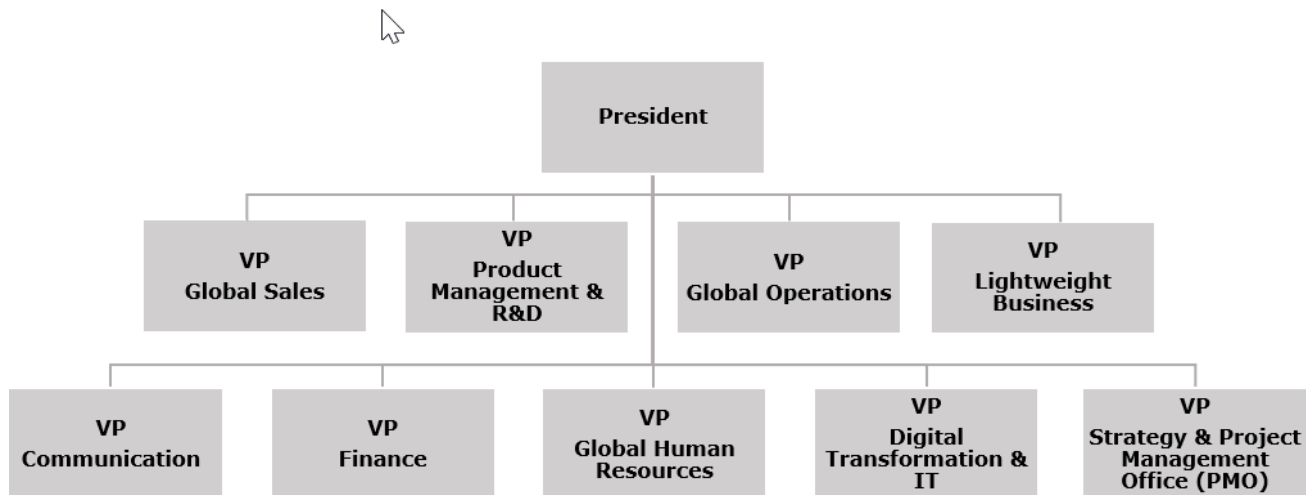 President
VP
Global Sales
VP
Product
Management &
R&D
VP
Global Operations
VP
Lightweight
Business
VP
Communication
VP
Finance
VP
Global Human
Resources
VP
Digital
Transformation &
IT
VP
Strategy & Project
Management
Office (PMO)